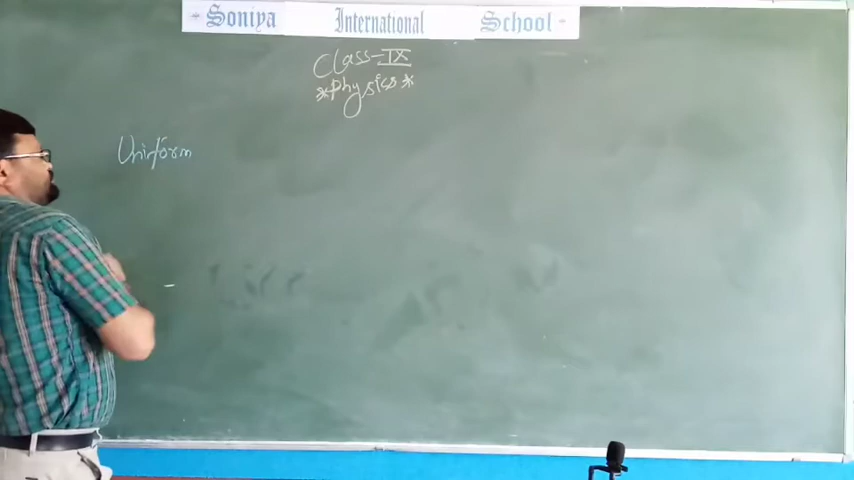 Soniya International School
Class-IX
*Physics*
Uniform